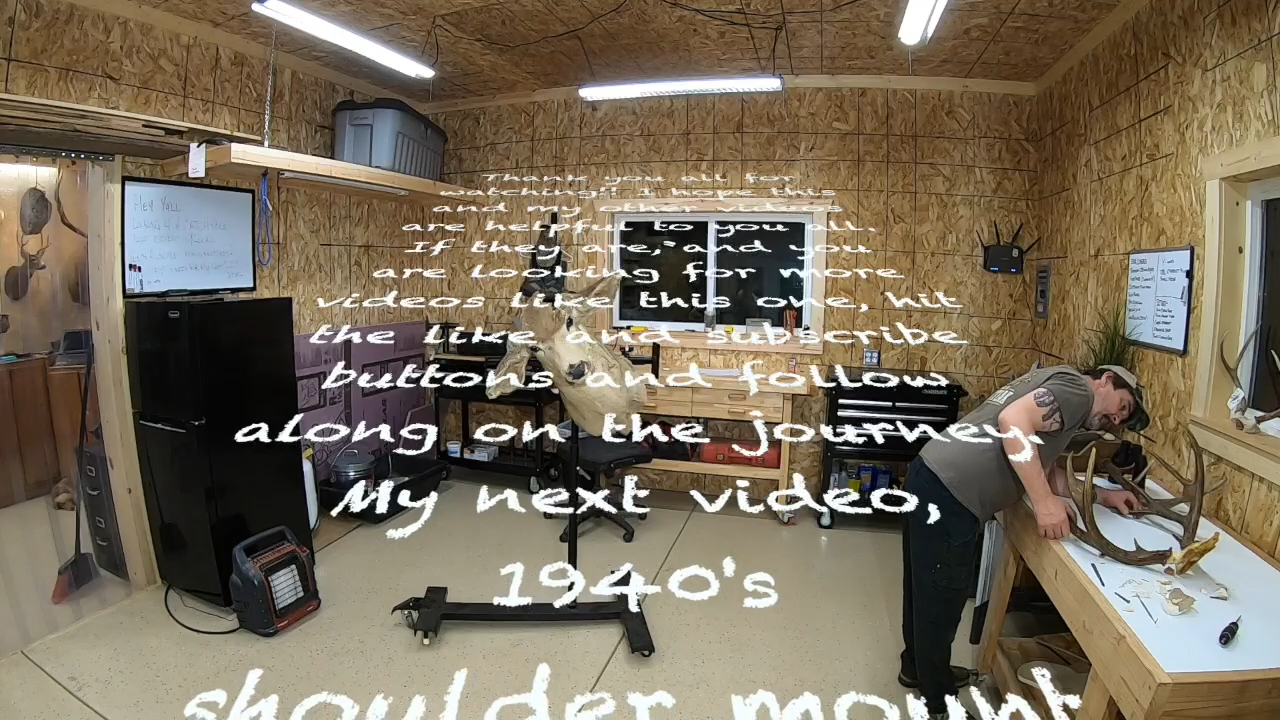 Thank you all for
watching!! I hope this
and my other videos
are helpful to you all.
If they are, and you
are looking for more
videos like this one, hit
the like and subscribe
buttons and follow
along on the journey.
My next video,
1940's
shoulder mount
Hey Y'all